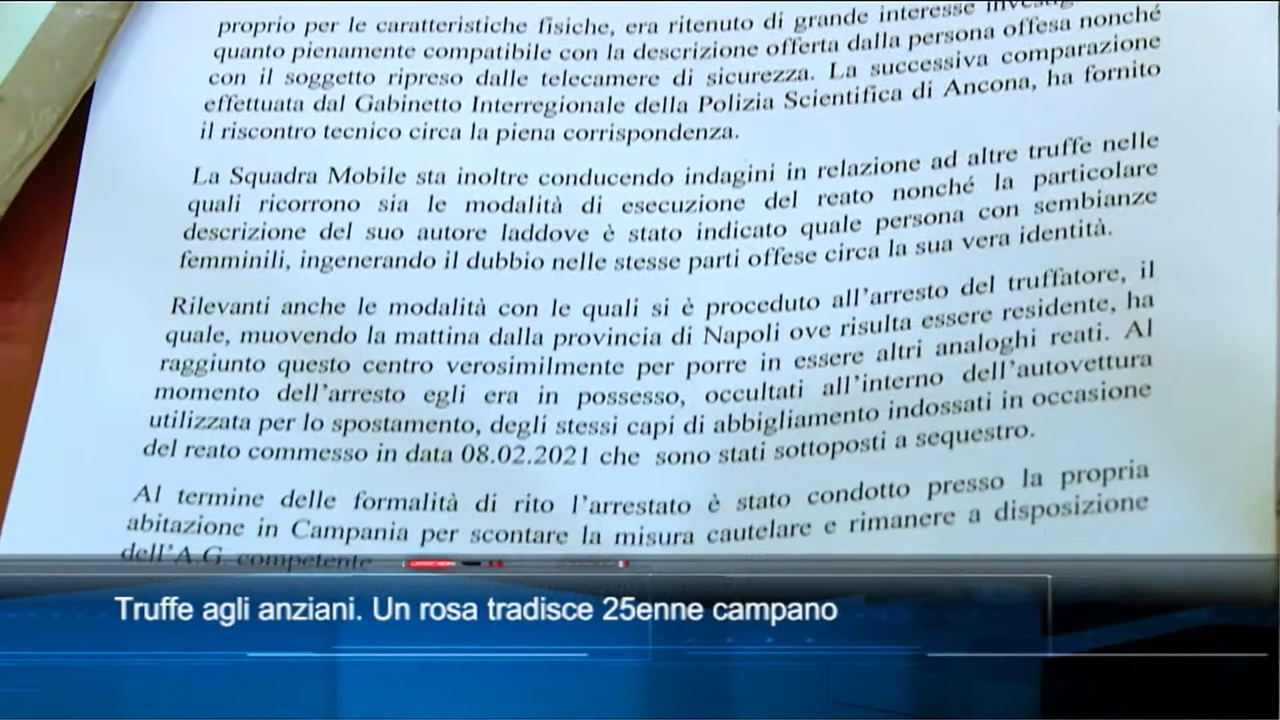 proprio per le caratteristiche fisiche, era ritenuto di grande interesse
quanto pienamente compatibile con la descrizione offerta dalla persona offesa nonché
con il soggetto ripreso dalle telecamere di sicurezza. La successiva comparazione
effettuata dal Gabinetto Interregionale della Polizia Scientifica di Ancona, ha fornito
il riscontro tecnico circa la piena corrispondenza.
La Squadra Mobile sta inoltre conducendo indagini in relazione ad altre truffe nelle
quali ricorrono sia le modalità di esecuzione del reato nonché la particolare
descrizione del suo autore laddove è stato indicato quale persona con sembianze
femminili, ingenerando il dubbio nelle stesse parti offese circa la sua vera identità.
Rilevanti anche le modalità con le quali si è proceduto all'arresto del truffatore, il
quale, muovendo la mattina dalla provincia di Napoli ove risulta essere residente, ha
raggiunto questo centro verosimilmente per porre in essere altri analoghi reati. Al
momento dell'arresto egli era in possesso, occultati all'interno dell'autovettura
utilizzata per lo spostamento, degli stessi capi di abbigliamento indossati in occasione
del reato commesso in data 08.02.2021 che sono stati sottoposti a sequestro.
Al termine delle formalità di rito l'arrestato è stato condotto presso la propria
abitazione in Campania per scontare la misura cautelare e rimanere a disposizione
dell'A.G. competente
LATEST NEWS
Truffe agli anziani. Un rosa tradisce 25enne campano